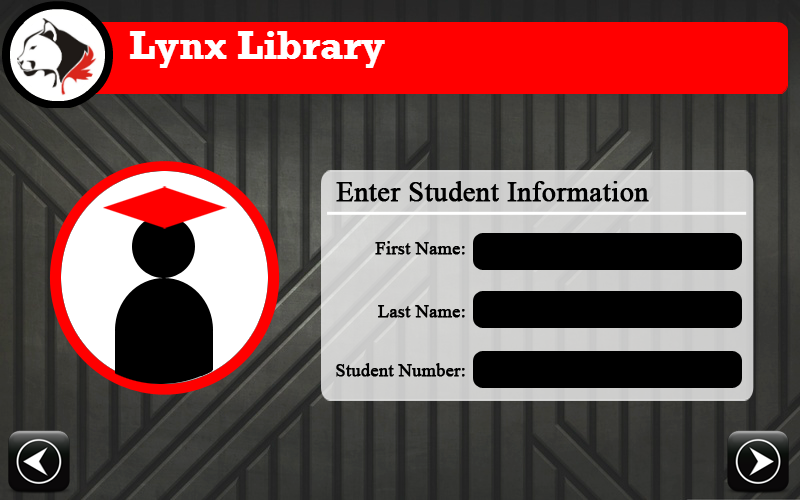 Lynx Library
Enter Student Information
First Name:
Last Name:
Student Number: